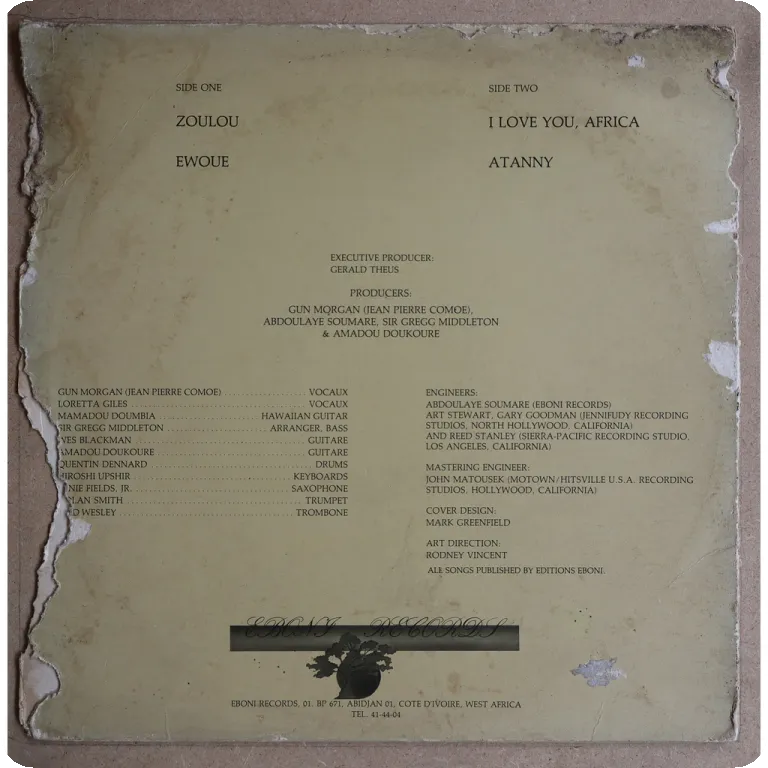 SIDE ONE
ZOULOU
EWOUE
SIDE TWO
I LOVE YOU, AFRICA
ATANNY
EXECUTIVE PRODUCER:
GERALD THEUS
PRODUCERS:
GUN MORGAN (JEAN PIERRE COMOE),
ABDOULAYE SOUMARE, SIR GREGG MIDDLETON
& AMADOU DOUKOURE
GUN MORGAN (JEAN PIERRE COMOE) VOCAUX
LORETTA GILES VOCAUX
MAMADOU DOUMBIA HAWAIIAN GUITAR
SIR GREGG MIDDLETON ARRANGER, BASS
BLACKMAN GUITARE
AMADOU DOUKOURE GUITARE
QUENTIN DENNARD DRUMS
HIROSHI UPSHIR KEYBOARDS
FIELDS, JR. SAXOPHONE
SMITH TRUMPET
WESLEY TROMBONE
ENGINEERS:
ABDOULAYE SOUMARE (EBONI RECORDS)
ART STEWART, GARY GOODMAN (JENNIFUDY RECORDING
STUDIOS, NORTH HOLLYWOOD, CALIFORNIA)
AND REED STANLEY (SIERRA-PACIFIC RECORDING STUDIO,
LOS ANGELES, CALIFORNIA)
MASTERING ENGINEER:
JOHN MATOUSEK (MOTOWN/HITSVILLE U.S.A. RECORDING
STUDIOS, HOLLYWOOD, CALIFORNIA)
COVER DESIGN:
MARK GREENFIELD
ART DIRECTION:
RODNEY VINCENT
ALL SONGS PUBLISHED BY EDITIONS EBONI.
EBONI RECORDS
EBONI RECORDS, 01. BP 671, ABIDJAN 01, COTE D'IVOIRE, WEST AFRICA
TEL. 41-44-04